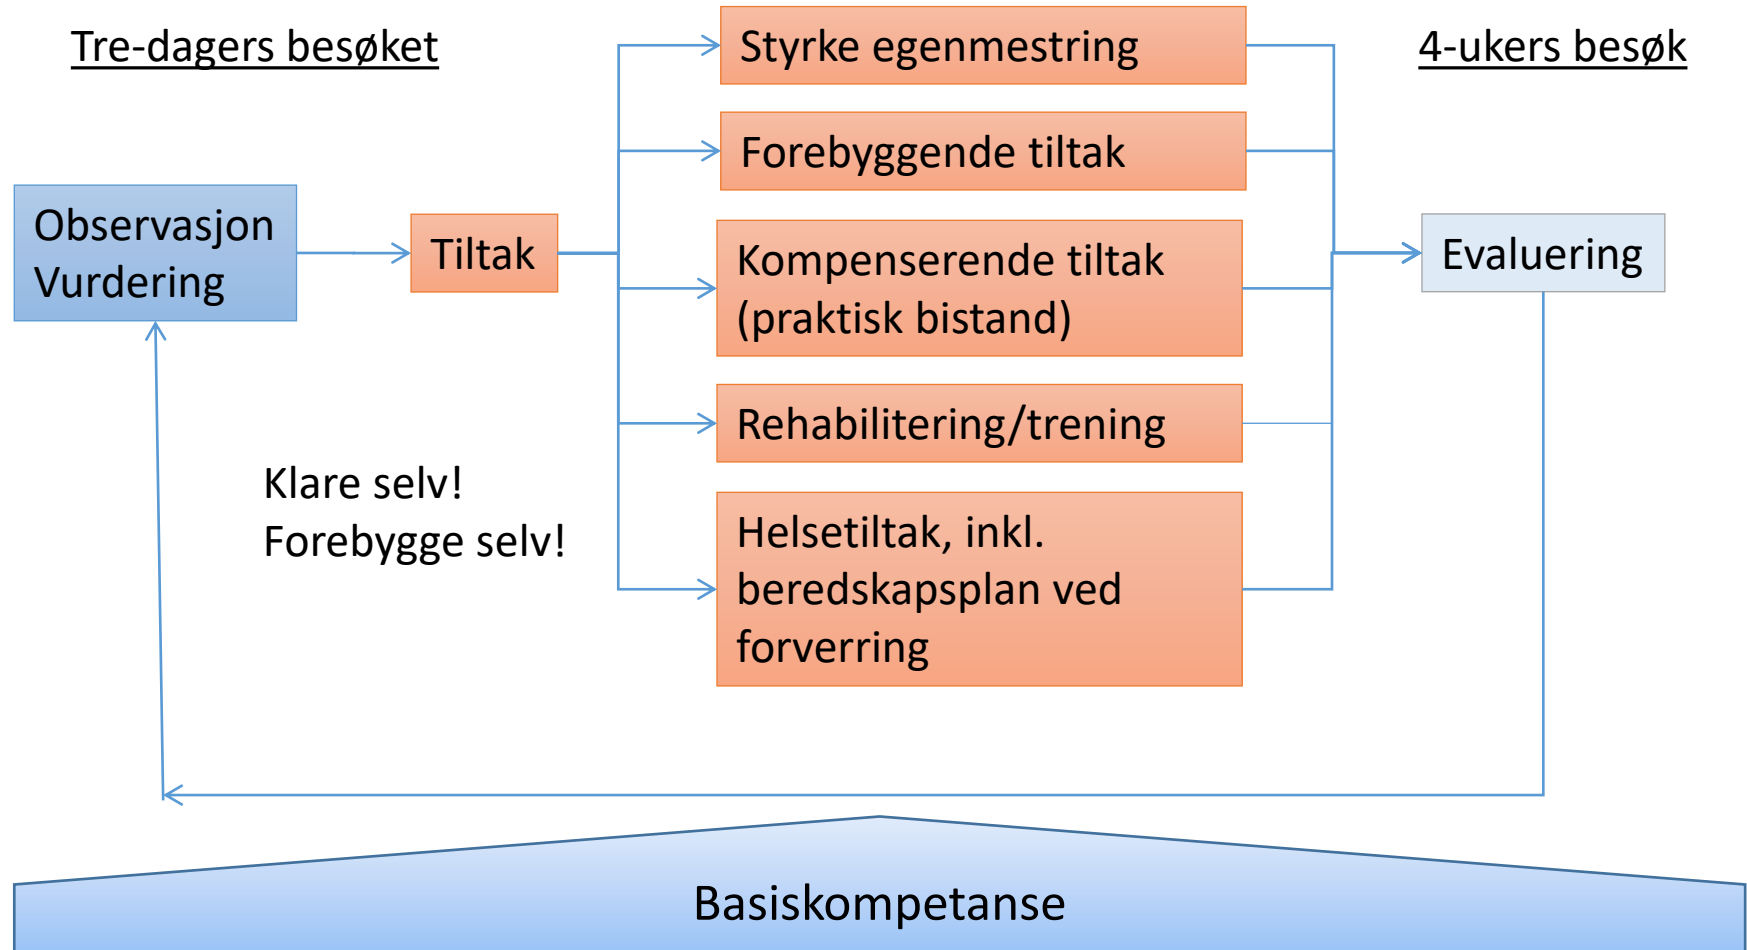 Tre-dagers besøket
4-ukers besøk
Observasjon
Vurdering
Tiltak
Styrke egenmestring
Forebyggende tiltak
Kompenserende tiltak
(praktisk bistand)
Rehabilitering/trening
Helsetiltak, inkl.
beredskapsplan ved
forverring
Evaluering
Klare selv!
Forebygge selv!
Basiskompetanse